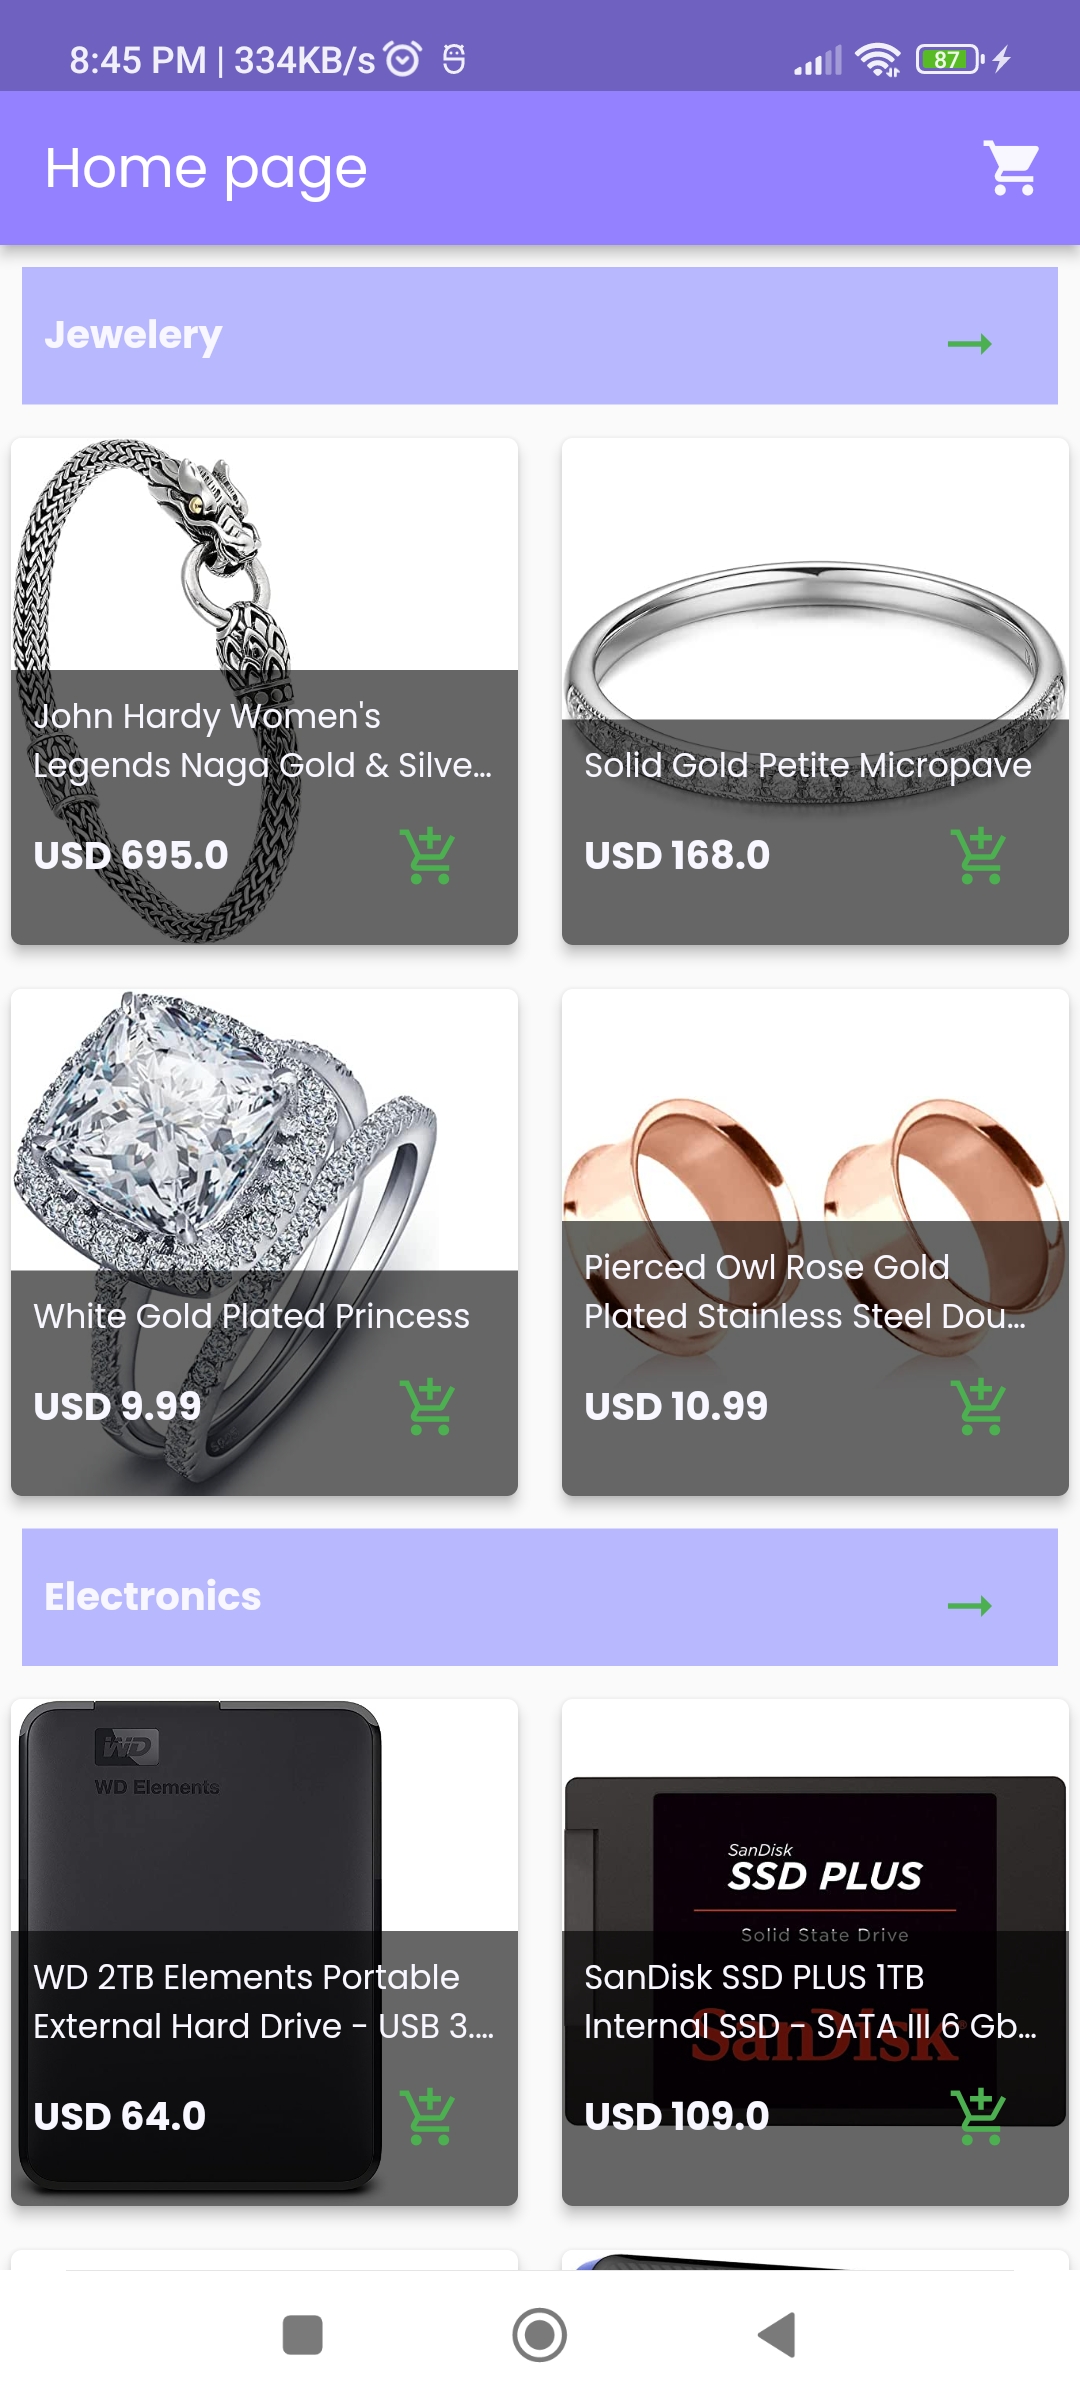 8:45 PM | 334KB/s
87
Home page
Jewelery
John Hardy Women's
Legends Naga Gold & Silve...
USD 695.0
Solid Gold Petite Micropave
USD 168.0
White Gold Plated Princess
USD 9.99
Pierced Owl Rose Gold
Plated Stainless Steel Dou...
USD 10.99
Electronics
WD
WD Elements
WD 2TB Elements Portable
External Hard Drive - USB 3....
USD 64.0
SanDisk
SSD PLUS
Solid State Drive
SanDisk SSD PLUS 1TB
Internal SSD - SATA III 6 Gb...
SanDisk
USD 109.0